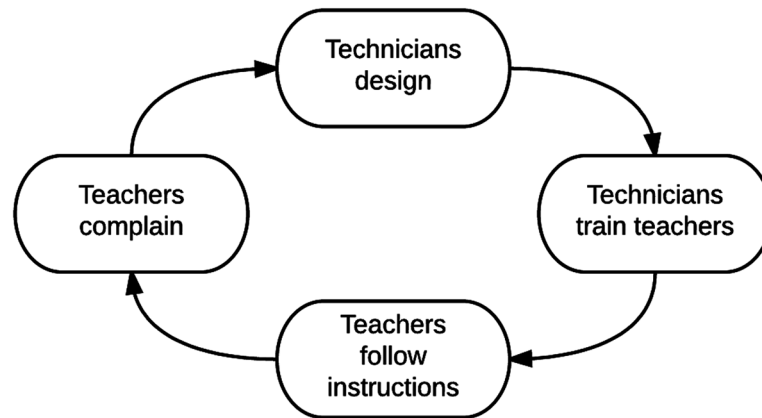 Technicians
design
Technicians
train teachers
Teachers
follow
instructions
Teachers
complain